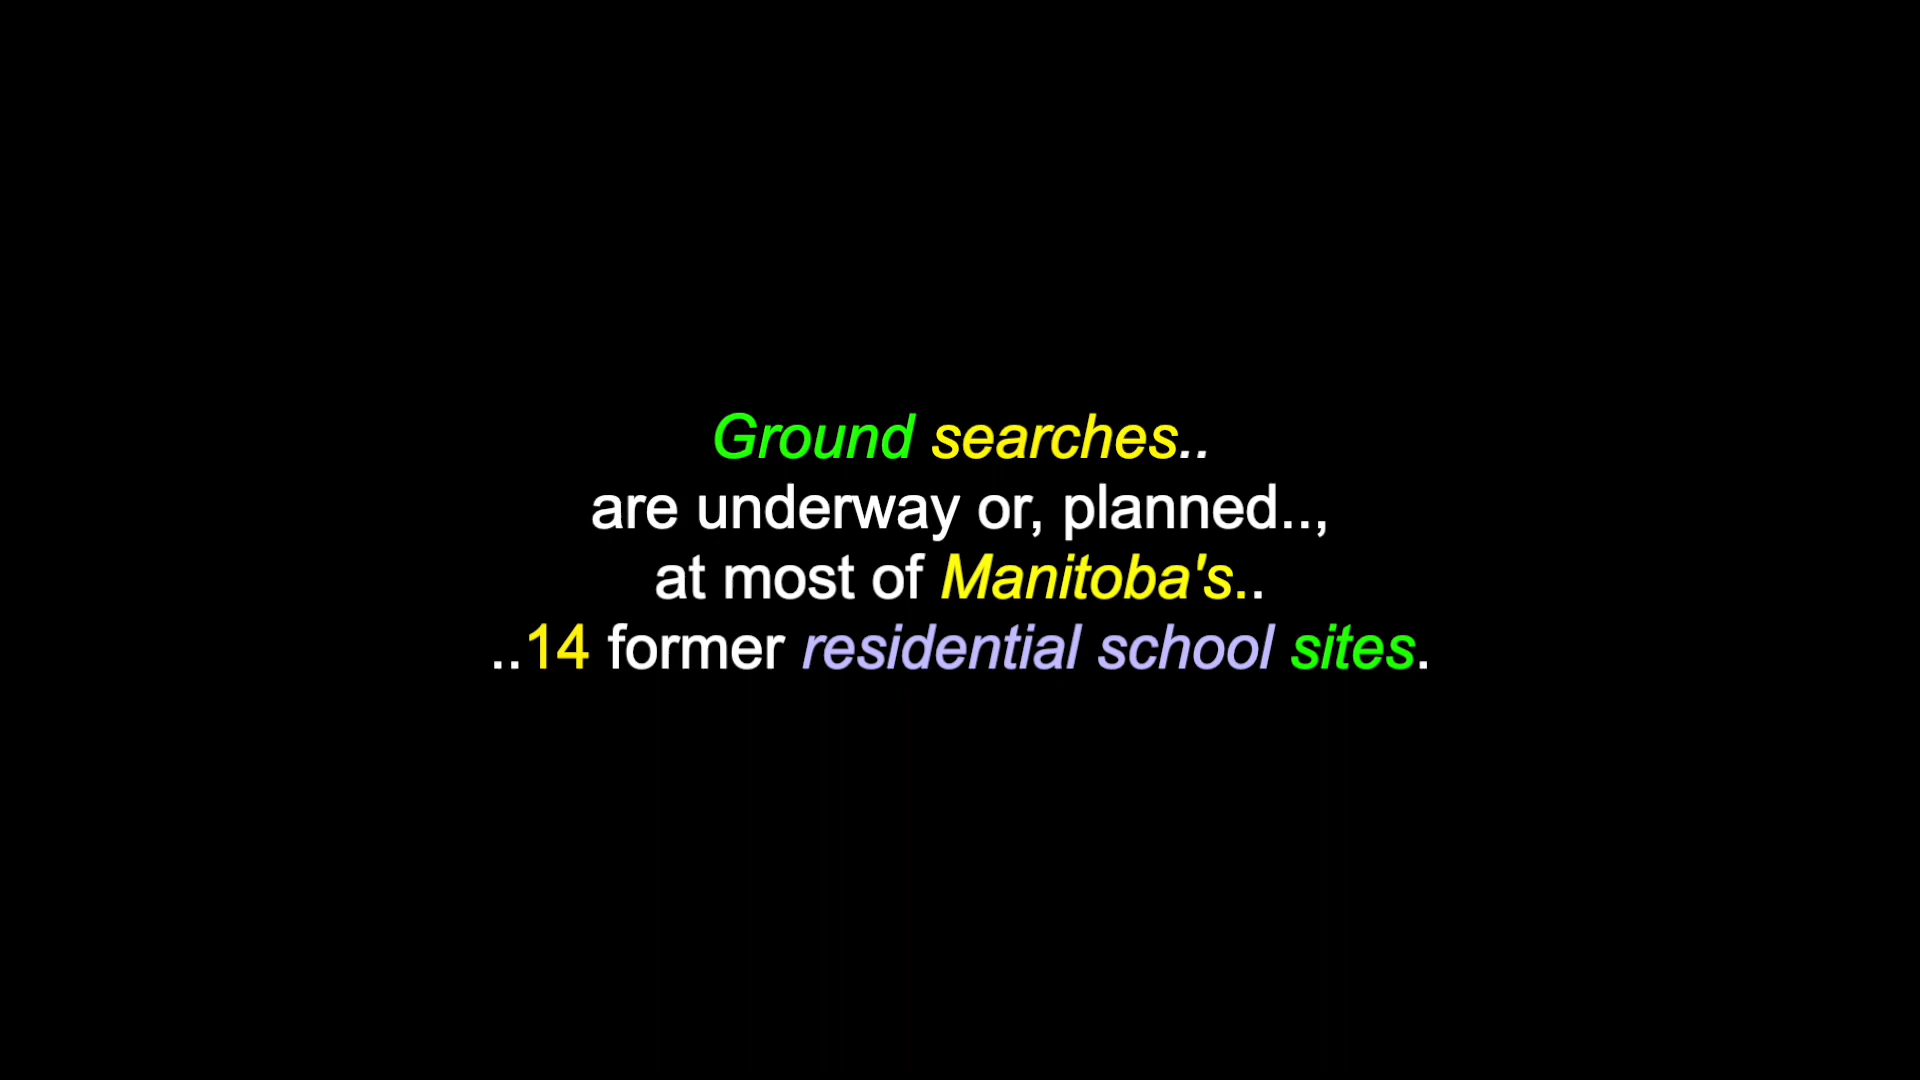 Ground searches..
are underway or, planned..,
at most of Manitoba's..
..14 former residential school sites.